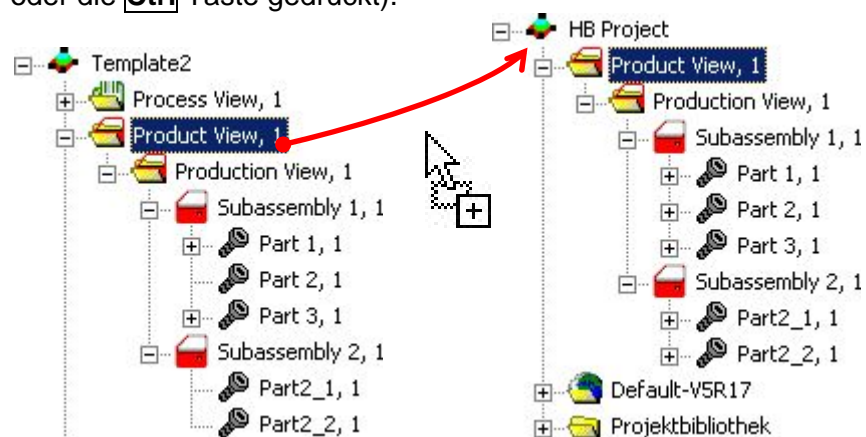 oder die Strl Taste gedrückt).
Template2
Process View, 1
Product View, 1
Production View, 1
Subassembly 1, 1
Part 1, 1
Part 2, 1
Part 3, 1
Subassembly 2, 1
Part2_1, 1
Part2_2, 1
HB Project
Product View, 1
Production View, 1
Subassembly 1, 1
Part 1, 1
Part 2, 1
Part 3, 1
Subassembly 2, 1
Part2_1, 1
Part2_2, 1
Default-V5R17
Projektbibliothek